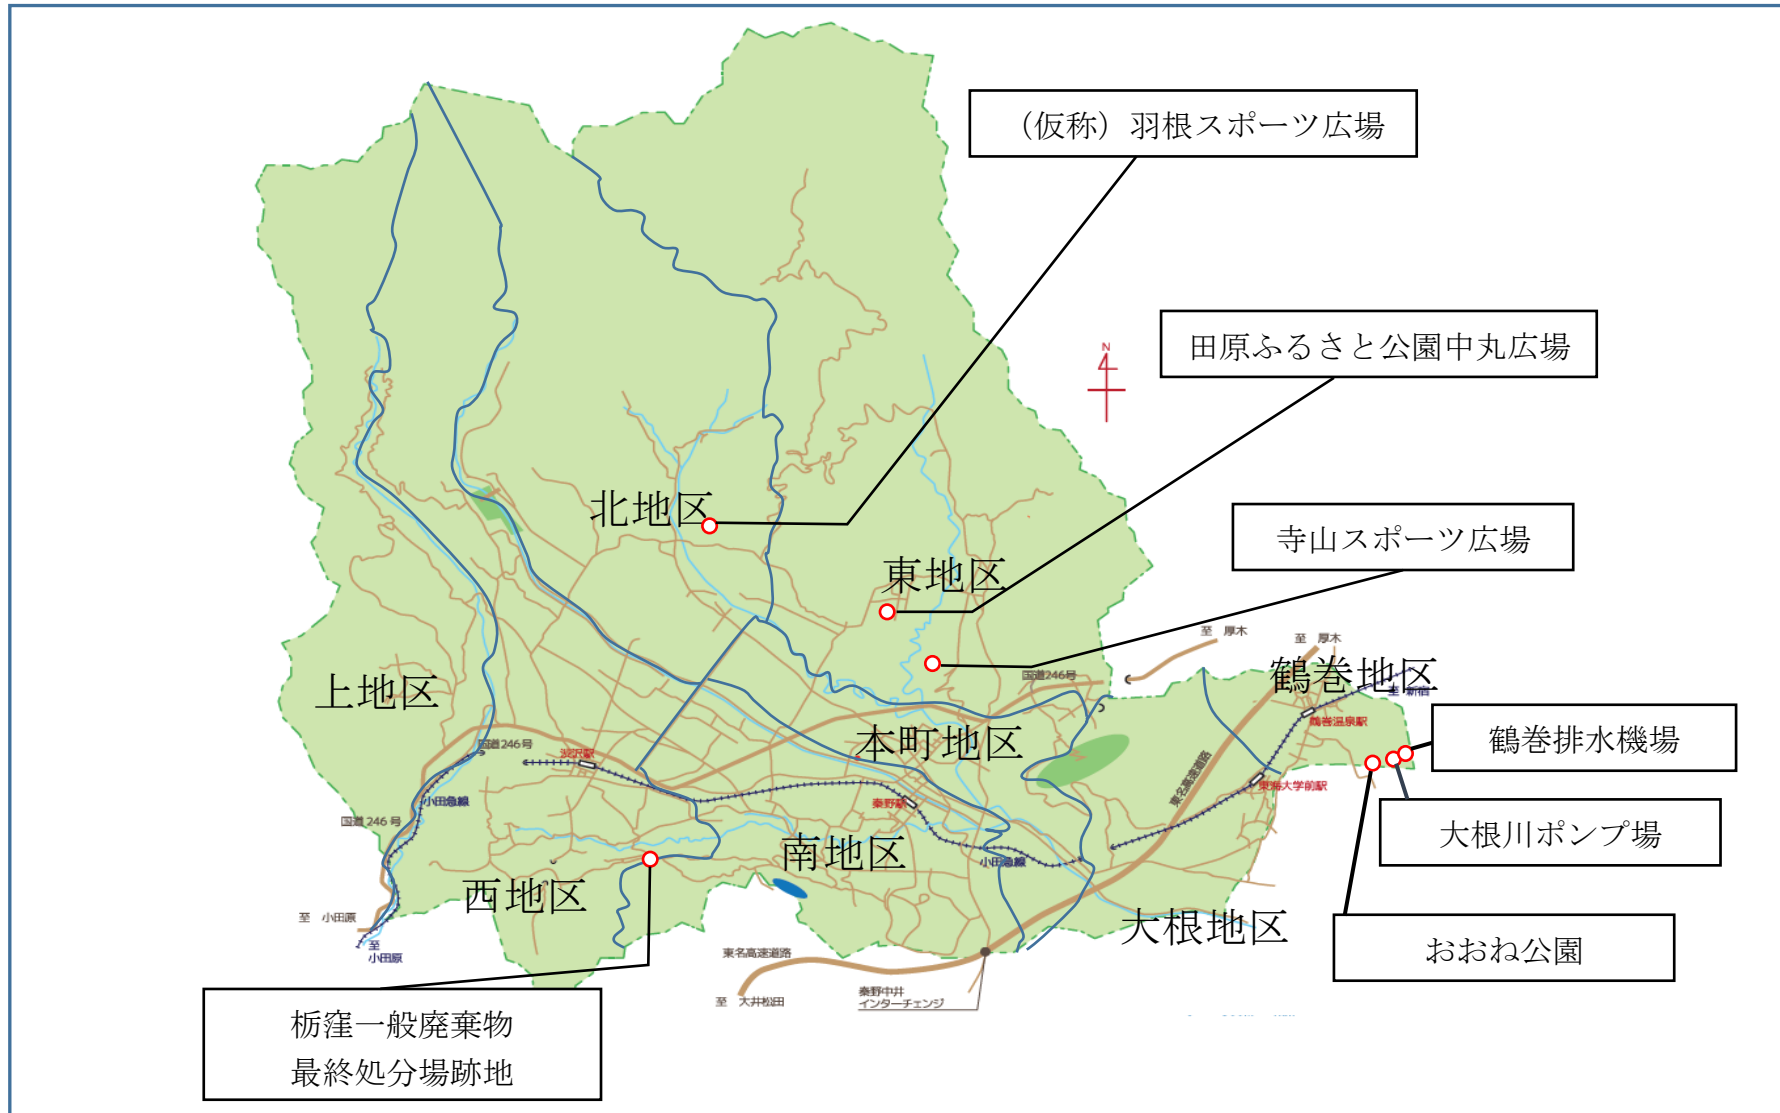 （仮称）羽根スポーツ広場
N
田原ふるさと公園中丸広場
北地区
寺山スポーツ広場
東地区
至 厚木
至 厚木
国道246号
鶴巻地区
至 新宿
上地区
鶴巻温泉駅
鶴巻排水機場
国道246号
渋沢駅
本町地区
東名高速道路
東海大学前駅
小田急線
秦野駅
国道 246 号
大根川ポンプ場
南地区
小田急線
西地区
至 小田原
大根地区
おおね公園
至
小田原
東名高速道路
秦野中井
インターチェンジ
至 大井松田
栃窪一般廃棄物
最終処分場跡地